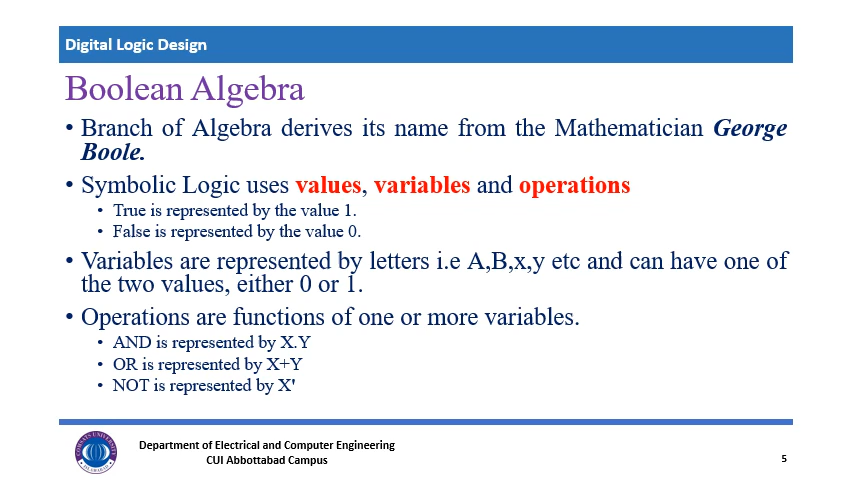 Digital Logic Design
Boolean Algebra
• Branch of Algebra derives its name from the Mathematician George
Boole.
• Symbolic Logic uses values, variables and operations
• True is represented by the value 1.
• False is represented by the value 0.
• Variables are represented by letters i.e A,B,x,y etc and can have one of
the two values, either 0 or 1.
• Operations are functions of one or more variables.
• AND is represented by X.Y
• OR is represented by X+Y
• NOT is represented by X'
COMSATS UNIVERSITY
ISLAMABAD
Department of Electrical and Computer Engineering
CUI Abbottabad Campus
5